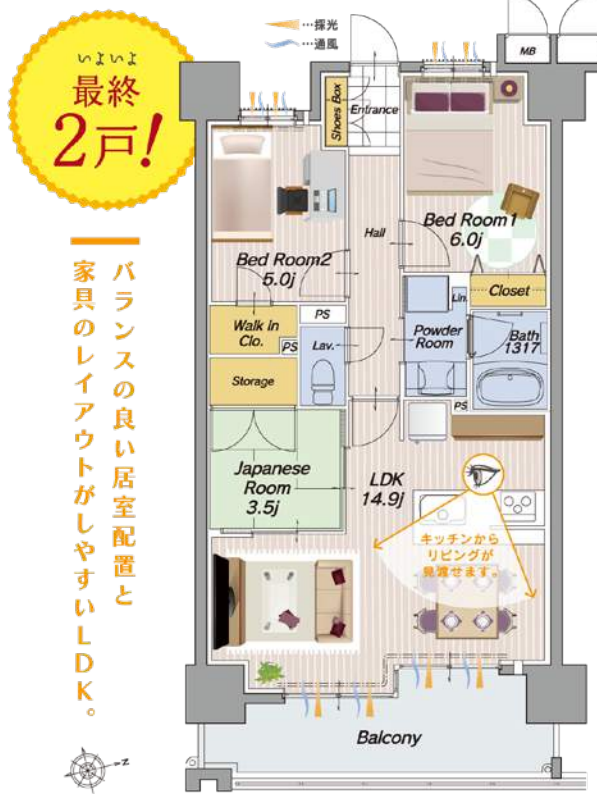 …採光
…通風
いよいよ
最終
2戸!
バランスの良い居室配置と
家具のレイアウトがしやすいLDK。
MB
Shoes Box
Entrance
Bed Room1
6.0j
Hall
Bed Room2
5.0j
Closet
Lin.
Walk in
Clo.
PS
PS
Lav.
Powder
Room
Bath
1317
Storage
PS
Japanese
Room
3.5j
LDK
14.9j
キッチンから
リビングが
見渡せます。
Balcony
N